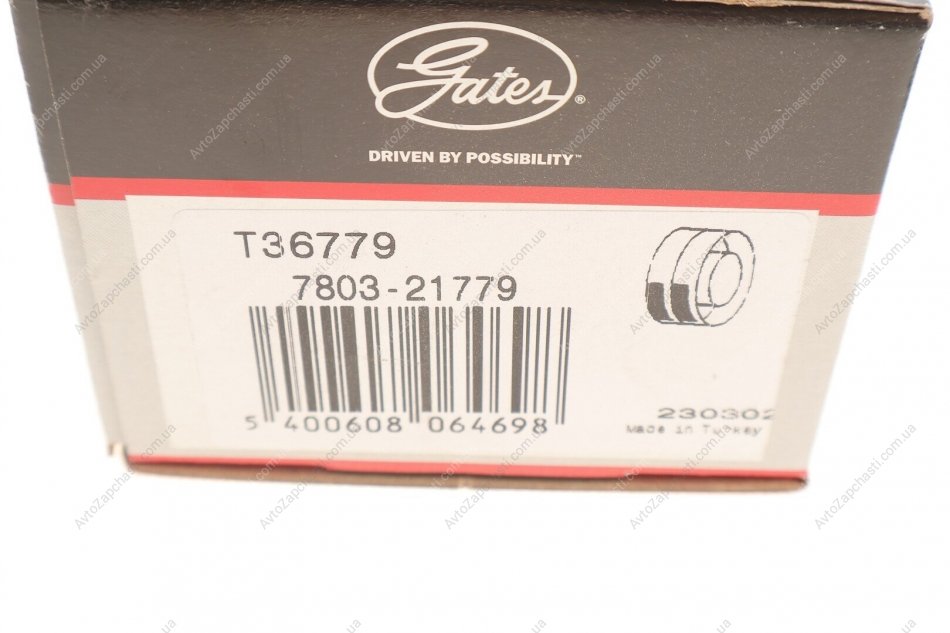 Gates®
DRIVEN BY POSSIBILITY™
T36779
7803-21779
5 400608 064698
230302
Made in Turkey
AvtoZapchasti.com.ua